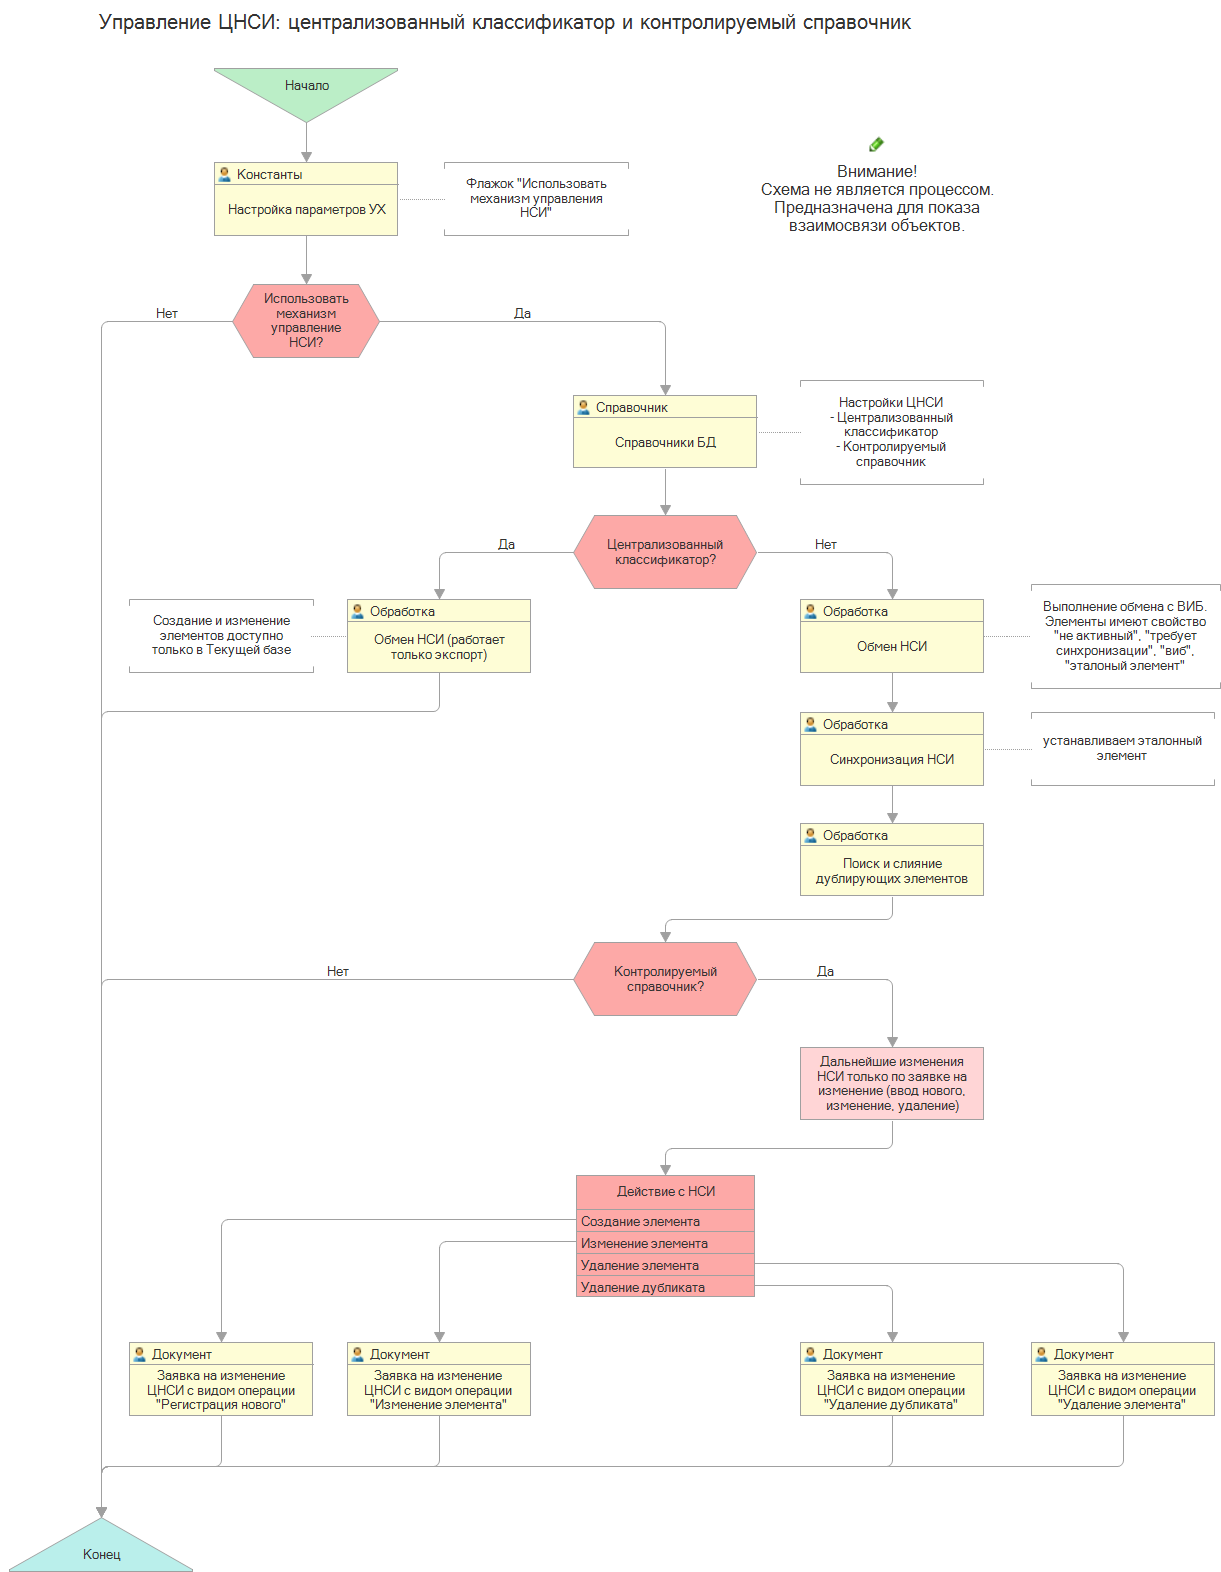 Управление ЦНСИ: централизованный классификатор и контролируемый справочник
Начало
Внимание!
Схема не является процессом.
Предназначена для показа
взаимосвязи объектов.
Константы
Настройка параметров УХ
Флажок "Использовать
механизм управления
НСИ"
Использовать
механизм
управление
НСИ?
Нет
Да
Справочник
Справочники БД
Настройки ЦНСИ
- Централизованный
классификатор
- Контролируемый
справочник
Централизованный
классификатор?
Да
Нет
Создание и изменение
элементов доступно
только в Текущей базе
Обработка
Обмен НСИ (работает
только экспорт)
Обработка
Обмен НСИ
Выполнение обмена с ВИБ.
Элементы имеют свойство
"не активный", "требует
синхронизации", "виб",
"эталоный элемент"
Обработка
Синхронизация НСИ
устанавливаем эталонный
элемент
Обработка
Поиск и слияние
дублирующих элементов
Контролируемый
справочник?
Нет
Да
Дальнейшие изменения
НСИ только по заявке на
изменение (ввод нового,
изменение, удаление)
Действие с НСИ
Создание элемента
Изменение элемента
Удаление элемента
Удаление дубликата
Документ
Заявка на изменение
ЦНСИ с видом операции
"Регистрация нового"
Документ
Заявка на изменение
ЦНСИ с видом операции
"Изменение элемента"
Документ
Заявка на изменение
ЦНСИ с видом операции
"Удаление дубликата"
Документ
Заявка на изменение
ЦНСИ с видом операции
"Удаление элемента"
Конец